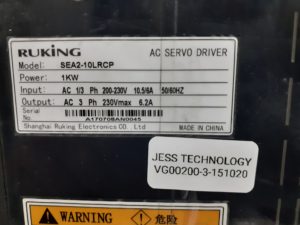 RUKING AC SERVO DRIVER
Model: SEA2-10LRCP
Power: 1KW
Input: AC 1/3 Ph 200-230V 10.5/6A 50/60HZ
Output: AC 3 Ph 230Vmax 6.2A
Serial Number
A17070BAN0045
Shanghai Ruking Electronics CO., LTD MADE IN CHINA
JESS TECHNOLOGY
VG00200-3-151020
WARNING 危险